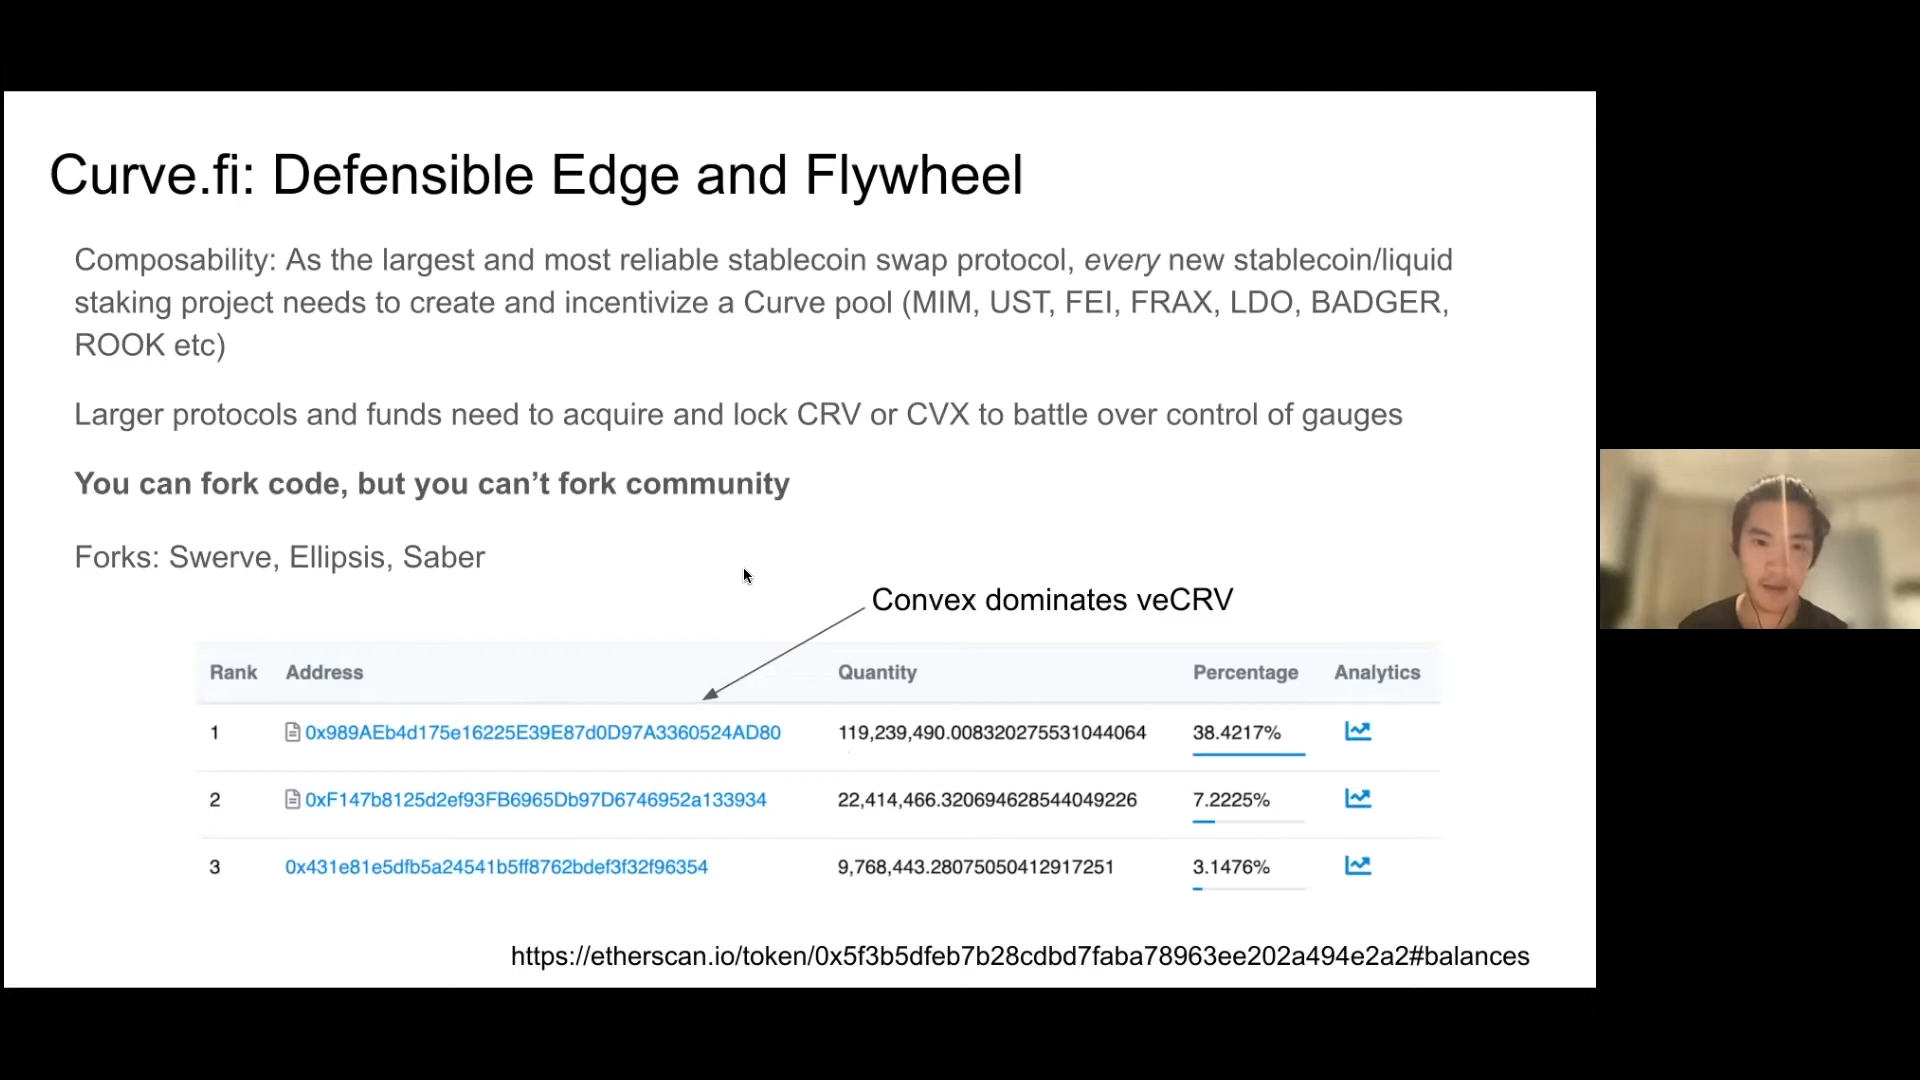 Curve.fi: Defensible Edge and Flywheel
Composability: As the largest and most reliable stablecoin swap protocol, every new stablecoin/liquid
staking project needs to create and incentivize a Curve pool (MIM, UST, FEI, FRAX, LDO, BADGER,
ROOK etc)
Larger protocols and funds need to acquire and lock CRV or CVX to battle over control of gauges
You can fork code, but you can’t fork community
Forks: Swerve, Ellipsis, Saber
Convex dominates veCRV
Rank Address Quantity Percentage Analytics
1 0x989AEb4d175e16225E39E87d0D97A3360524AD80 119,239,490.008320275531044064 38.4217%
2 0xF147b8125d2ef93FB6965Db97D6746952a133934 22,414,466.320694628544049226 7.2225%
3 0x431e81e5dfb5a24541b5ff8762bdef3f32f96354 9,768,443.28075050412917251 3.1476%
https://etherscan.io/token/0x5f3b5dfeb7b28cdbd7faba78963ee202a494e2a2#balances